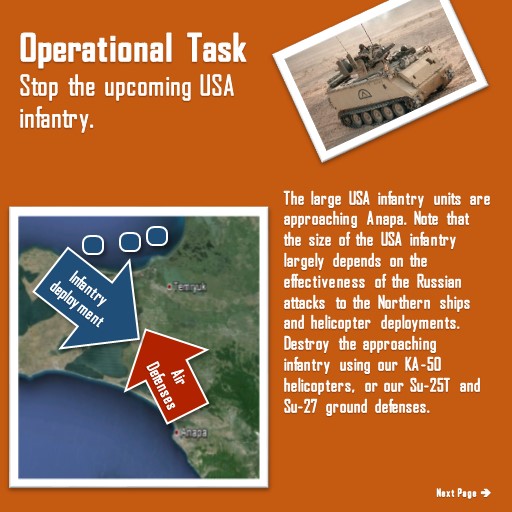 Operational Task
Stop the upcoming USA
infantry.
The large USA infantry units are
approaching Anapa. Note that
the size of the USA infantry
largely depends on the
effectiveness of the Russian
attacks to the Northern ships
and helicopter deployments.
Destroy the approaching
infantry using our KA-50
helicopters, or our Su-25T and
Su-27 ground defenses.
Infantry
deployment
Temryuk
Air
Defenses
Anapa
Next Page →